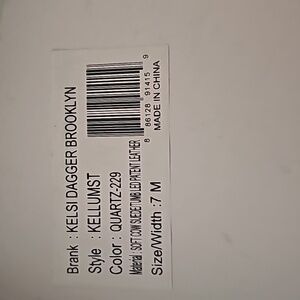 Brank : KELSI DAGGER BROOKLYN
Style : KELLUMST
Color : QUARTZ-229
Material : SOFT COW SUEDE/TUMBLED PATENT LEATHER
Size/Width :7 M
8 86128 91415 9
MADE IN CHINA